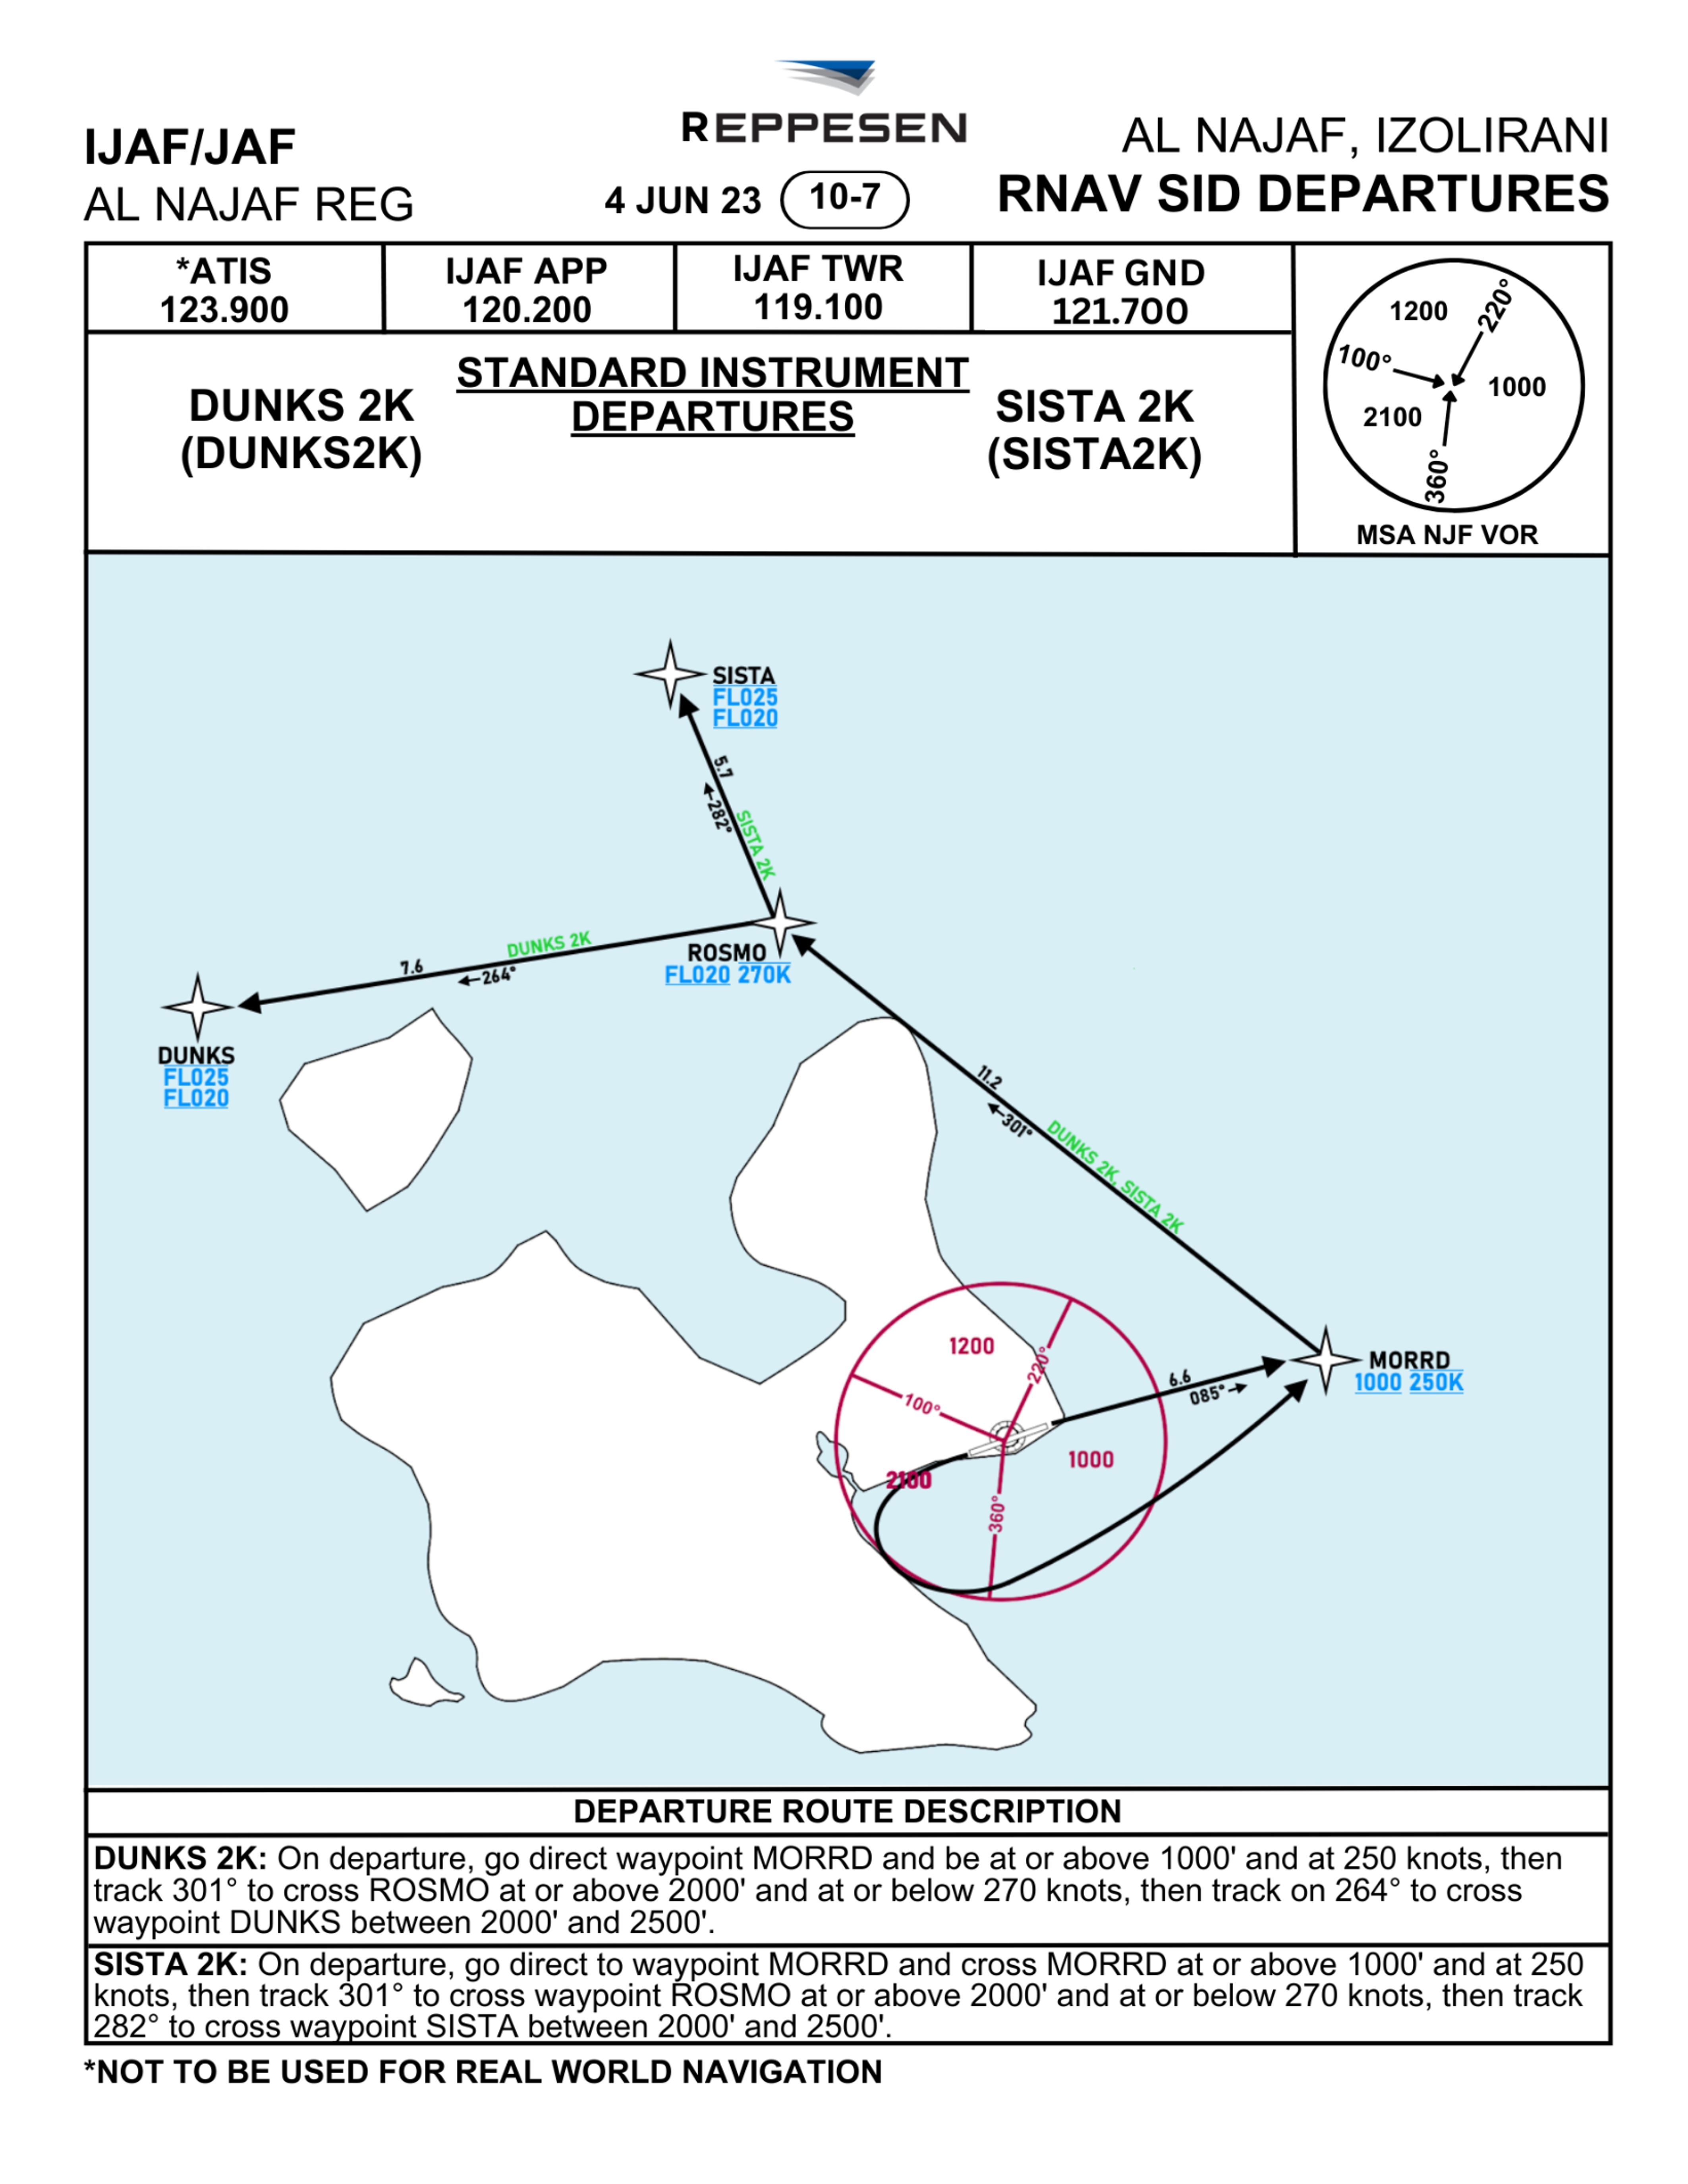 REPPESEN
IJAF/JAF
AL NAJAF REG
4 JUN 23
10-7
AL NAJAF, IZOLIRANI
RNAV SID DEPARTURES
*ATIS
123.900
IJAF APP
120.200
IJAF TWR
119.100
IJAF GND
121.700
DUNKS 2K
(DUNKS2K)
STANDARD INSTRUMENT
DEPARTURES
SISTA 2K
(SISTA2K)
1200
220°
100°
1000
2100
360°
MSA NJF VOR
SISTA
FL025
FL020
5.7
282°
SISTA 2K
DUNKS 2K
7.6
264°
ROSMO
FL020 270K
DUNKS
FL025
FL020
11.2
301°
DUNKS 2K, SISTA 2K
1200
220°
100°
MORRD
1000 250K
6.6
085°
1000
2100
360°
DEPARTURE ROUTE DESCRIPTION
DUNKS 2K: On departure, go direct waypoint MORRD and be at or above 1000' and at 250 knots, then
track 301° to cross ROSMO at or above 2000' and at or below 270 knots, then track on 264° to cross
waypoint DUNKS between 2000' and 2500'.
SISTA 2K: On departure, go direct to waypoint MORRD and cross MORRD at or above 1000' and at 250
knots, then track 301° to cross waypoint ROSMO at or above 2000' and at or below 270 knots, then track
282° to cross waypoint SISTA between 2000' and 2500'.
*NOT TO BE USED FOR REAL WORLD NAVIGATION